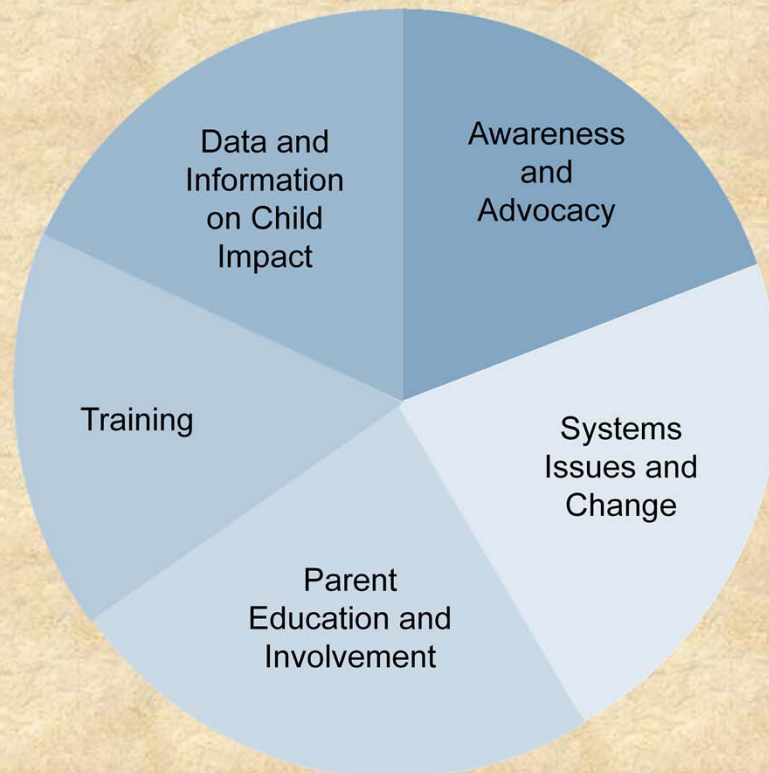 Data and
Information
on Child
Impact
Awareness
and
Advocacy
Training
Systems
Issues and
Change
Parent
Education and
Involvement